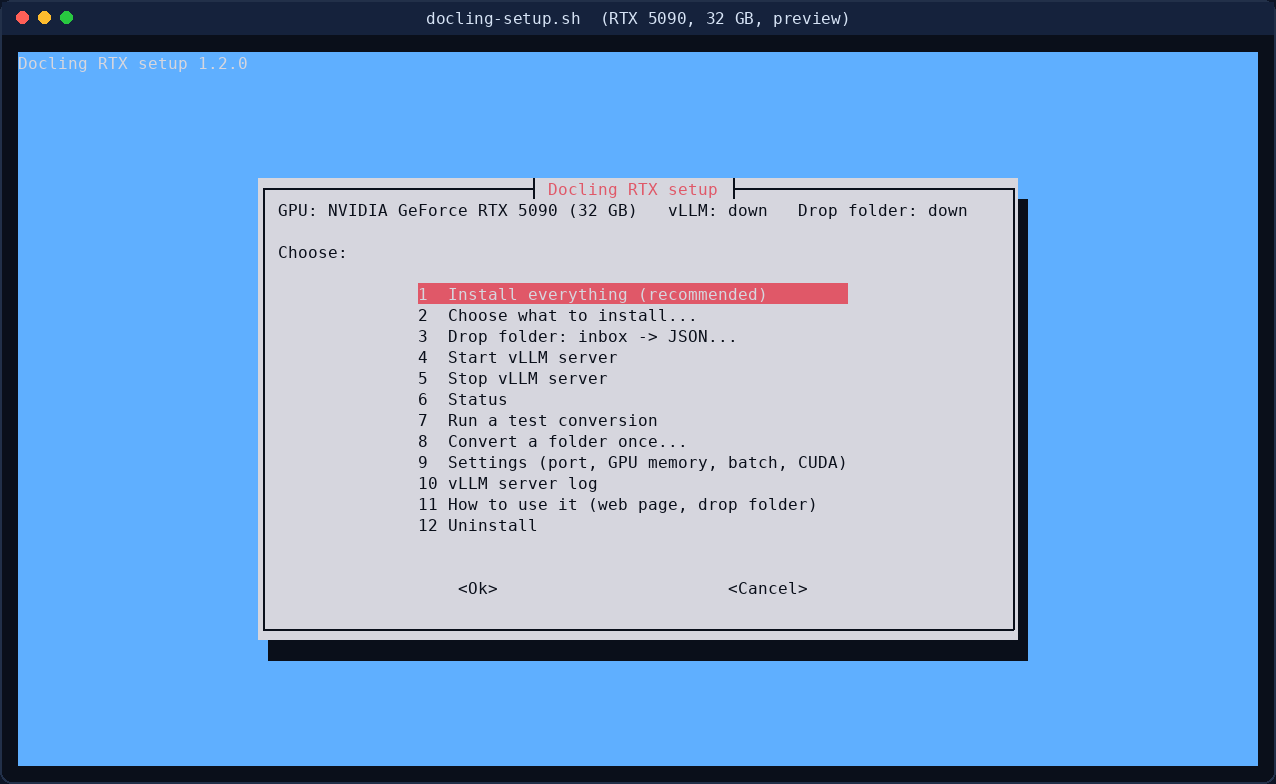 docling-setup.sh  (RTX 5090, 32 GB, preview)
Docling RTX setup 1.2.0
Docling RTX setup
GPU: NVIDIA GeForce RTX 5090 (32 GB)   vLLM: down   Drop folder: down
Choose:
1  Install everything (recommended)
2  Choose what to install...
3  Drop folder: inbox -> JSON...
4  Start vLLM server
5  Stop vLLM server
6  Status
7  Run a test conversion
8  Convert a folder once...
9  Settings (port, GPU memory, batch, CUDA)
10 vLLM server log
11 How to use it (web page, drop folder)
12 Uninstall
<Ok>                       <Cancel>